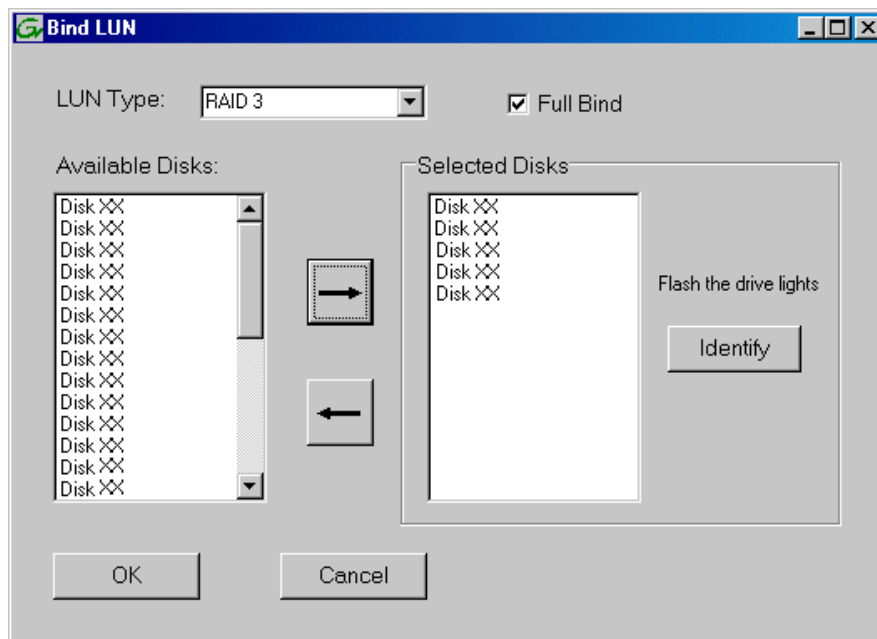 Bind LUN
LUN Type: RAID 3 Full Bind
Available Disks:
Disk XX
Disk XX
Disk XX
Disk XX
Disk XX
Disk XX
Disk XX
Disk XX
Disk XX
Disk XX
Disk XX
Disk XX
Disk XX
Disk XX
Selected Disks
Disk XX
Disk XX
Disk XX
Disk XX
Disk XX
Flash the drive lights
Identify
OK Cancel